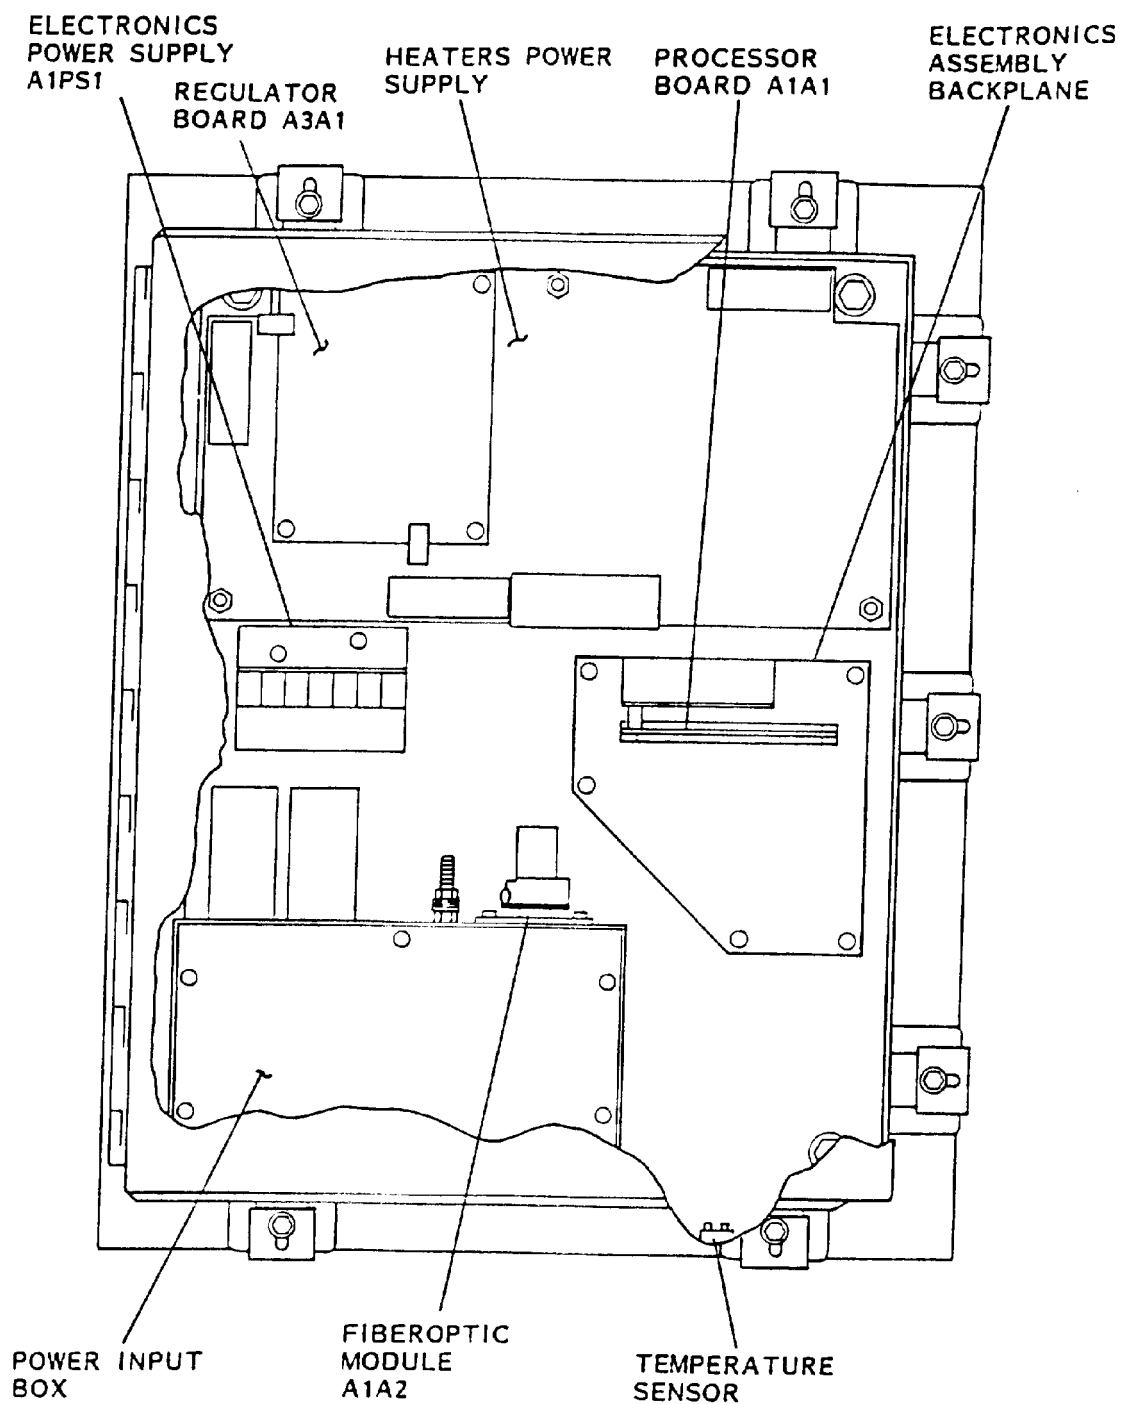 ELECTRONICS
POWER SUPPLY
A1PS1
REGULATOR
BOARD A3A1
HEATERS POWER
SUPPLY
PROCESSOR
BOARD A1A1
ELECTRONICS
ASSEMBLY
BACKPLANE
POWER INPUT
BOX
FIBEROPTIC
MODULE
A1A2
TEMPERATURE
SENSOR